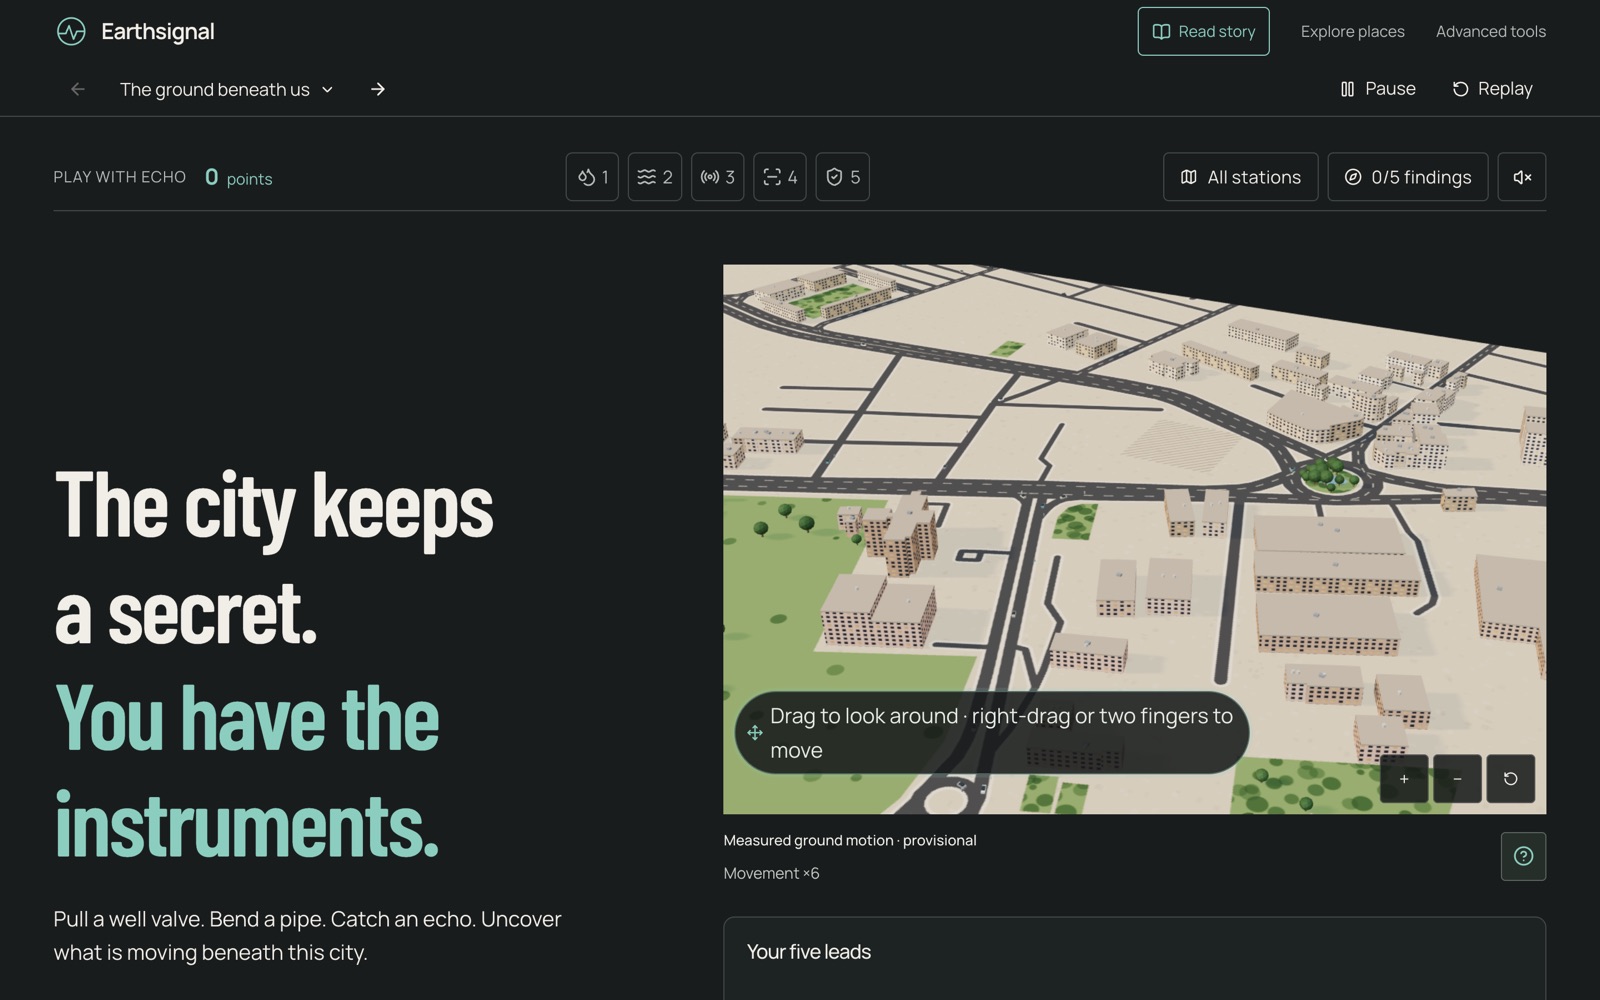 Earthsignal
Read story
Explore places
Advanced tools
The ground beneath us
Pause
Replay
PLAY WITH ECHO
0 points
1
2
3
4
5
All stations
0/5 findings
The city keeps
a secret.
You have the
instruments.
Pull a well valve. Bend a pipe. Catch an echo. Uncover
what is moving beneath this city.
Drag to look around · right-drag or two fingers to
move
+
−
Measured ground motion · provisional
Movement ×6
Your five leads